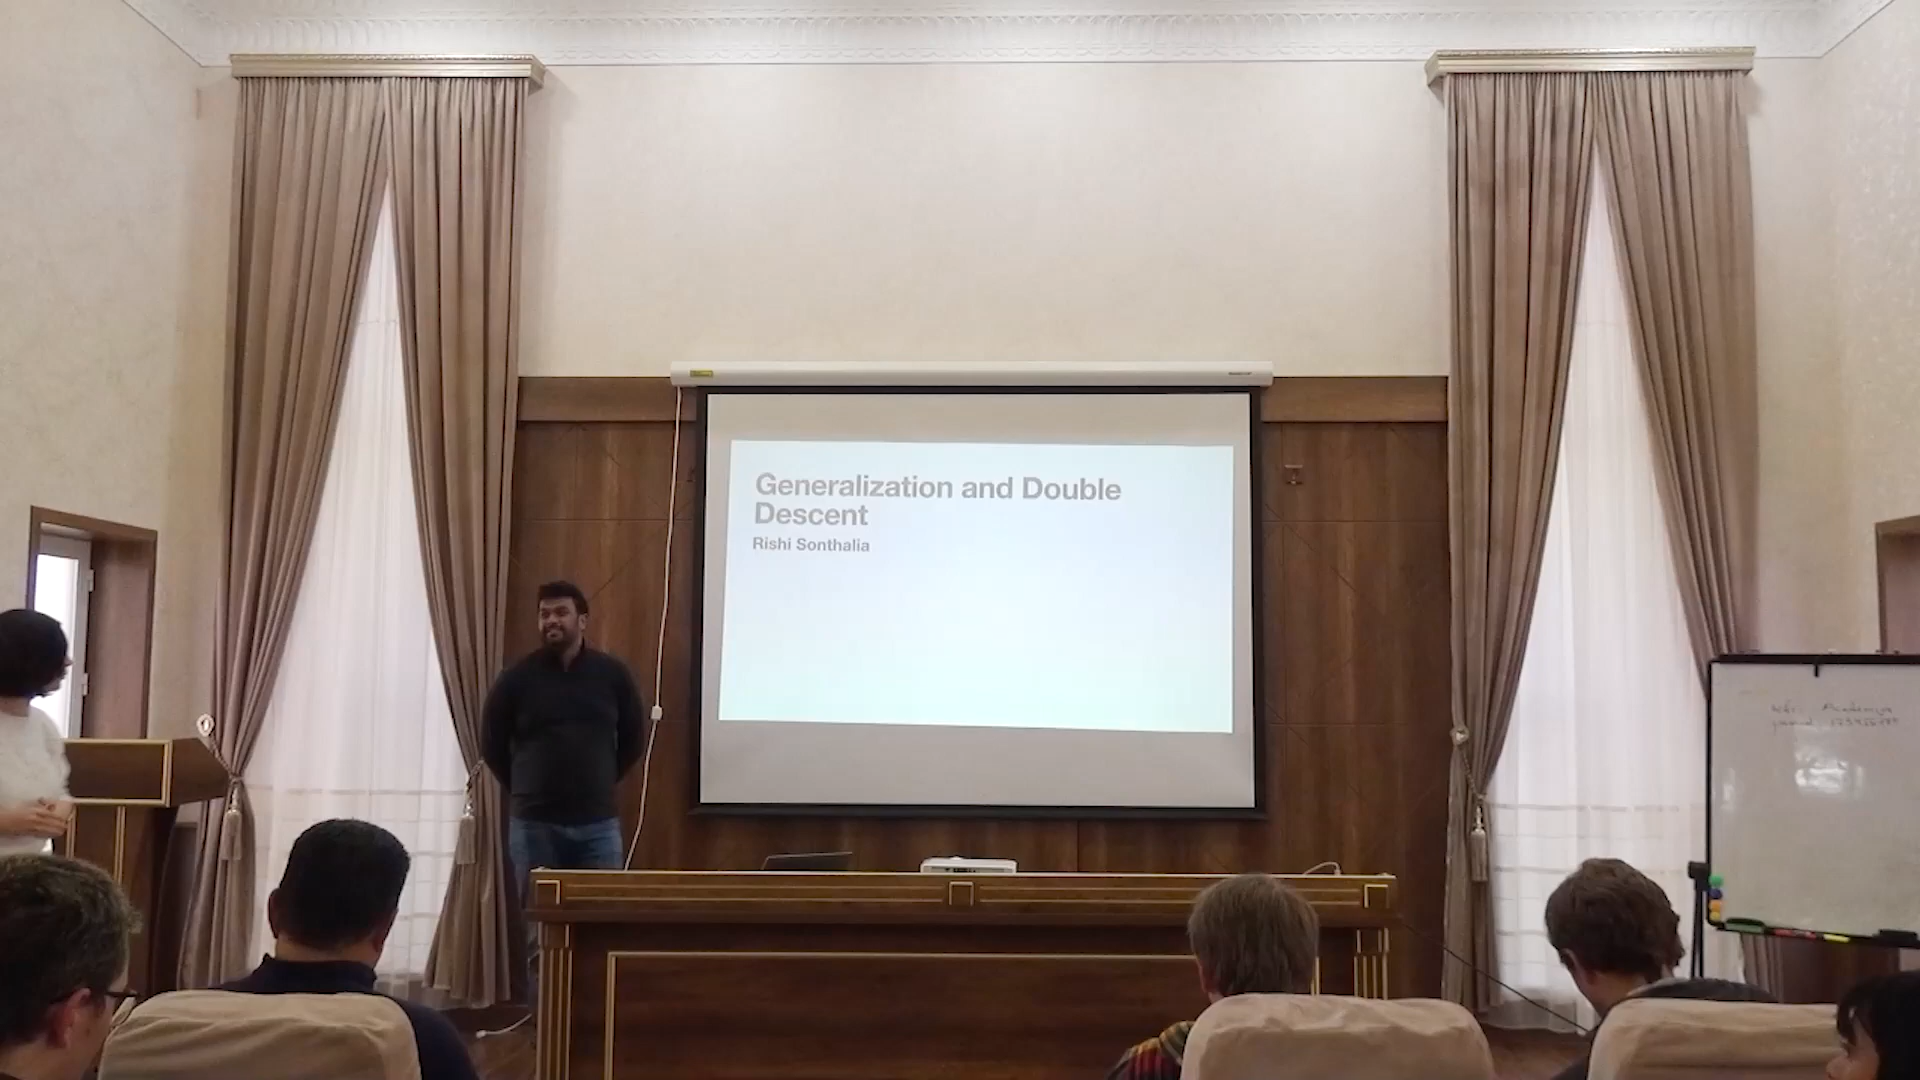 Generalization and Double
Descent
Rishi Sonthalia